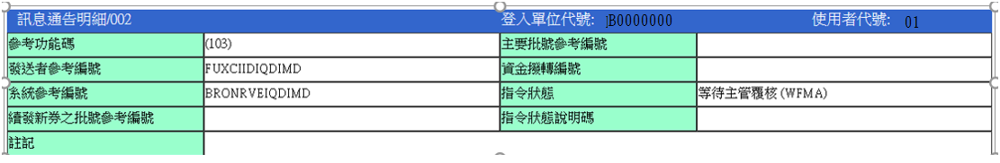 訊息通告明細/002 登入單位代號: B0000000 使用者代號: 01
參考功能碼 (103) 主要批號參考編號
發送者參考編號 FUXCIIDIQDIMD 資金撥轉編號
系統參考編號 BRONRVEIQDIMD 指令狀態 等待主管覆核 (WFMA)
續發新券之批號參考編號 指令狀態說明碼
註記